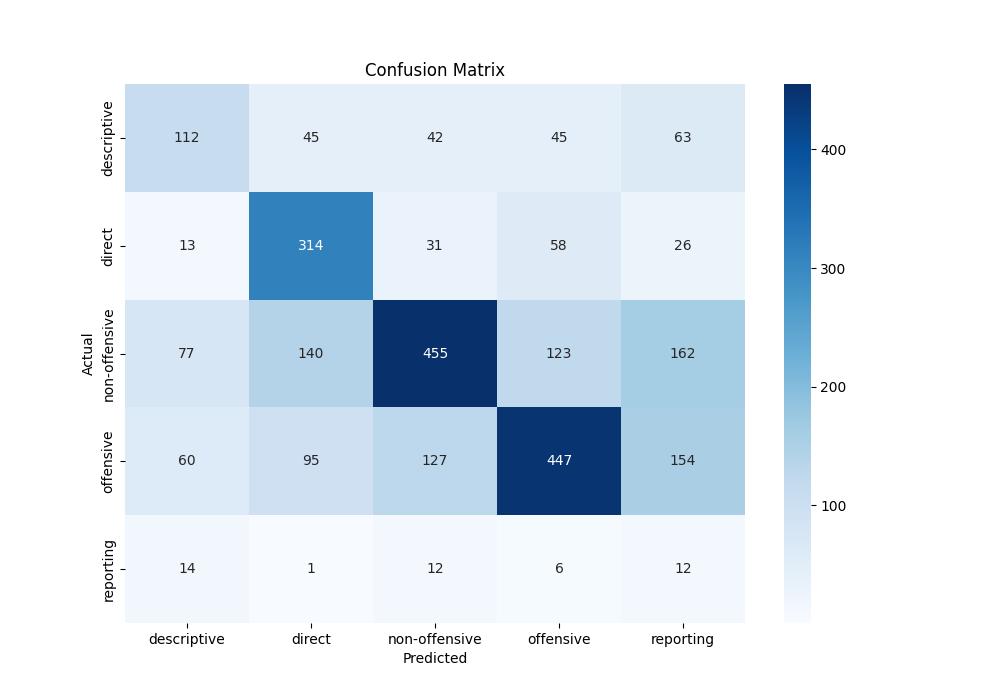 Confusion Matrix
descriptive 112 45 42 45 63
direct 13 314 31 58 26
non-offensive 77 140 455 123 162
offensive 60 95 127 447 154
reporting 14 1 12 6 12
descriptive direct non-offensive offensive reporting
Predicted
Actual
400
300
200
100